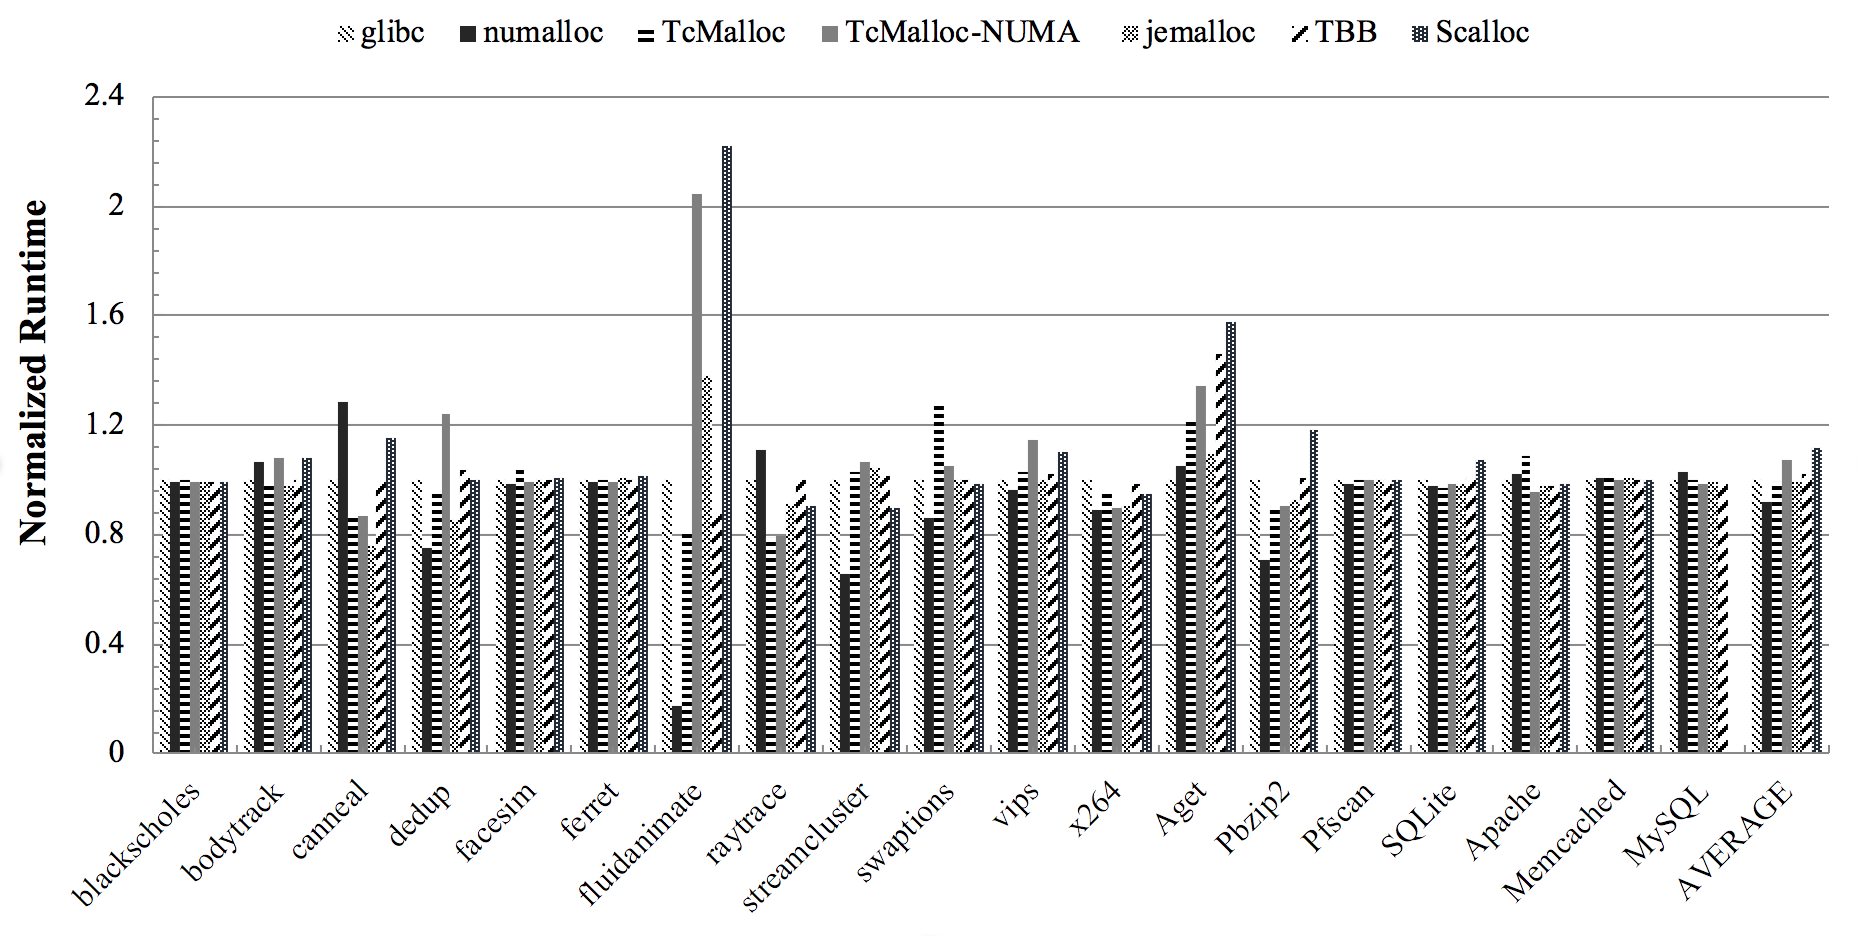 glibc numalloc TcMalloc TcMalloc-NUMA jemalloc TBB Scalloc
Normalized Runtime
2.4
2
1.6
1.2
0.8
0.4
0
blackscholes
bodytrack
canneal
dedup
facesim
ferret
fluidanimate
raytrace
streamcluster
swaptions
vips
x264
Aget
Pbzip2
Pfscan
SQLite
Apache
Memcached
MySQL
AVERAGE